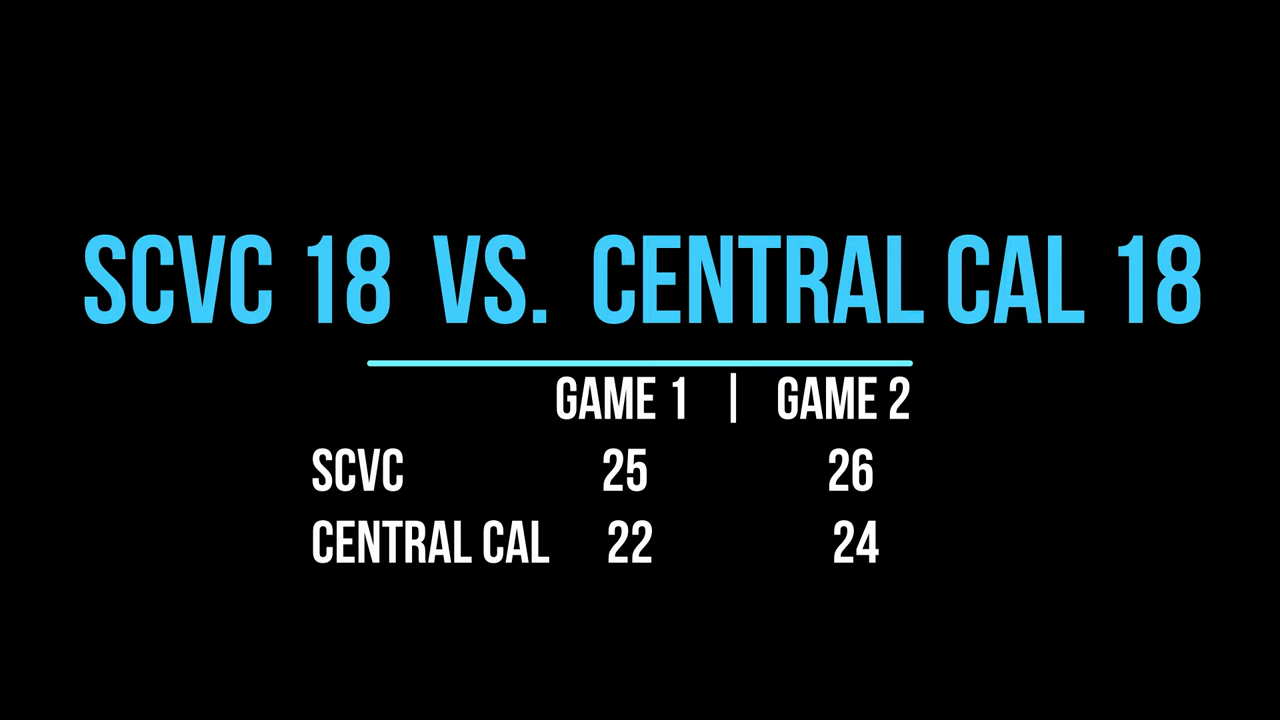 SCVC 18 VS. CENTRAL CAL 18
GAME 1 | GAME 2
SCVC 25 26
CENTRAL CAL 22 24